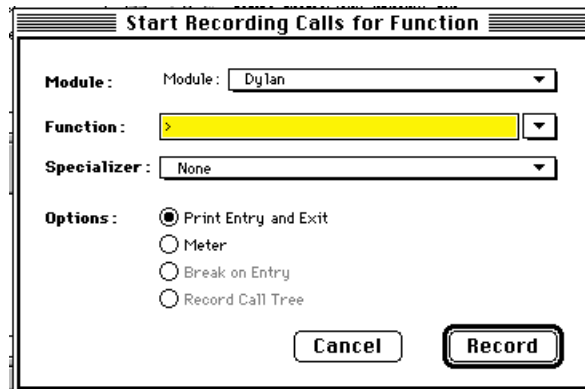 Start Recording Calls for Function
Module: Module: Dylan
Function: >
Specializer: None
Options: Print Entry and Exit
Meter
Break on Entry
Record Call Tree
Cancel Record